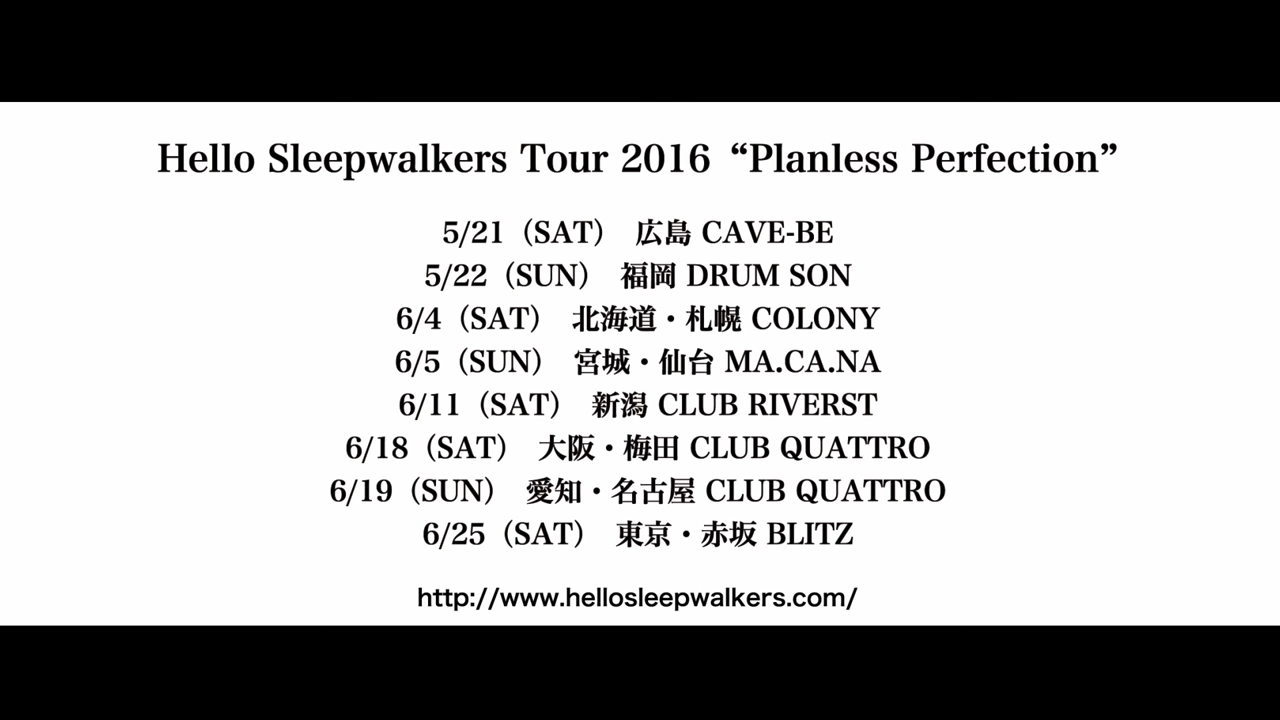 Hello Sleepwalkers Tour 2016 “Planless Perfection”
5/21（SAT） 広島 CAVE-BE
5/22（SUN） 福岡 DRUM SON
6/4（SAT） 北海道・札幌 COLONY
6/5（SUN） 宮城・仙台 MA.CA.NA
6/11（SAT） 新潟 CLUB RIVERST
6/18（SAT） 大阪・梅田 CLUB QUATTRO
6/19（SUN） 愛知・名古屋 CLUB QUATTRO
6/25（SAT） 東京・赤坂 BLITZ
http://www.hellosleepwalkers.com/